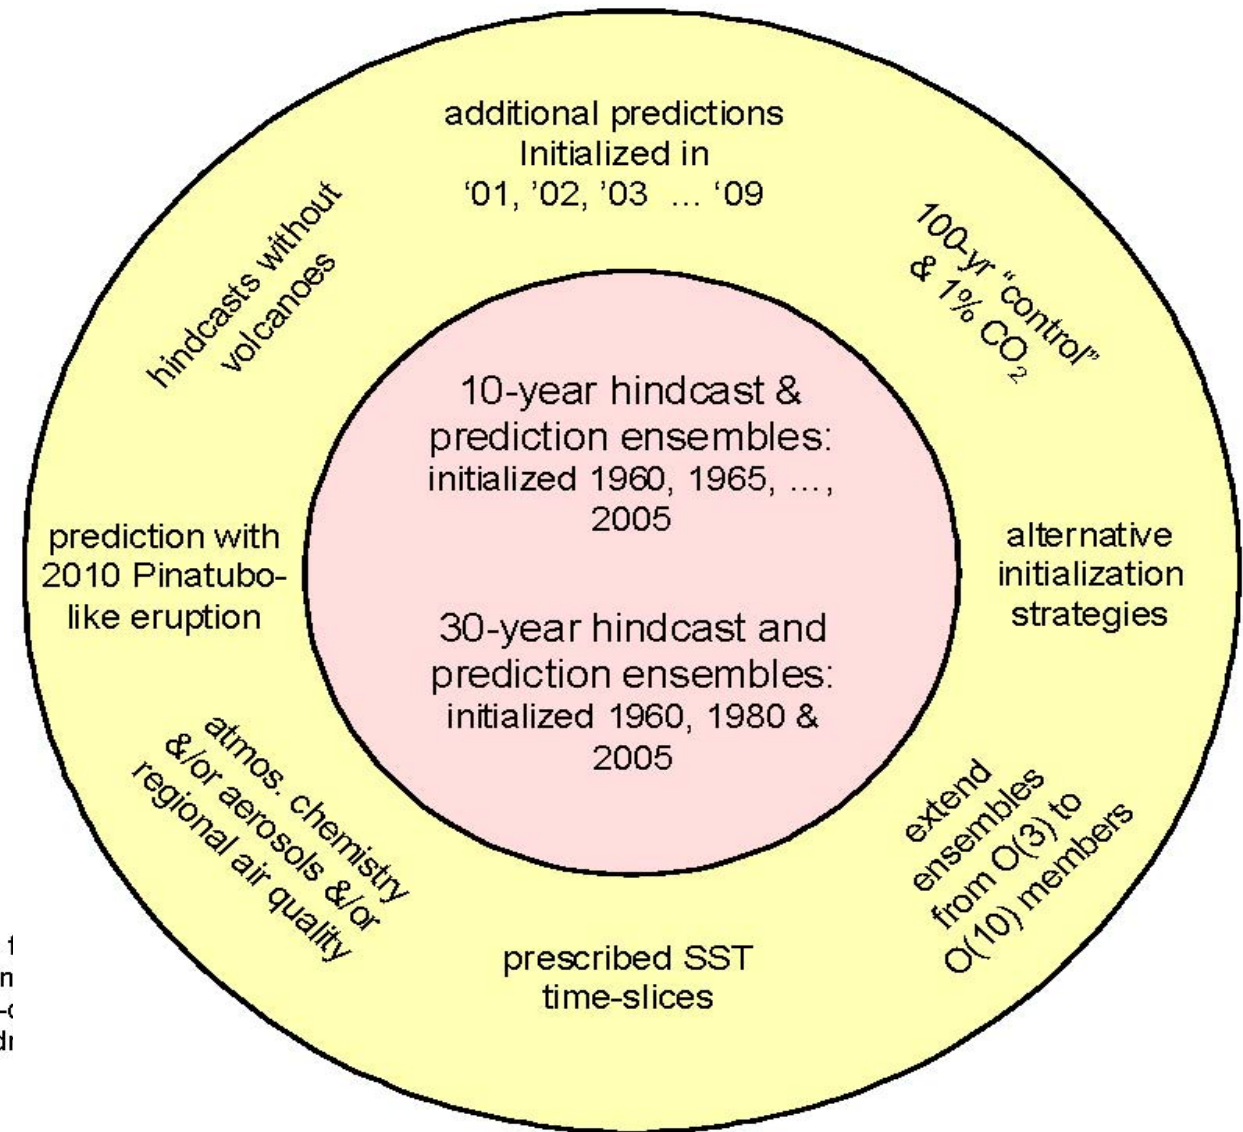 additional predictions
Initialized in
‘01, ’02, ’03 … ‘09
hindcasts without
volcanoes
100-yr “control”
& 1% CO₂
10-year hindcast &
prediction ensembles:
initialized 1960, 1965, …,
2005
prediction with
2010 Pinatubo-
like eruption
alternative
initialization
strategies
30-year hindcast and
prediction ensembles:
initialized 1960, 1980 &
2005
atmos. chemistry
&/or aerosols &/or
regional air quality
extend
ensembles
from O(3) to
O(10) members
prescribed SST
time-slices